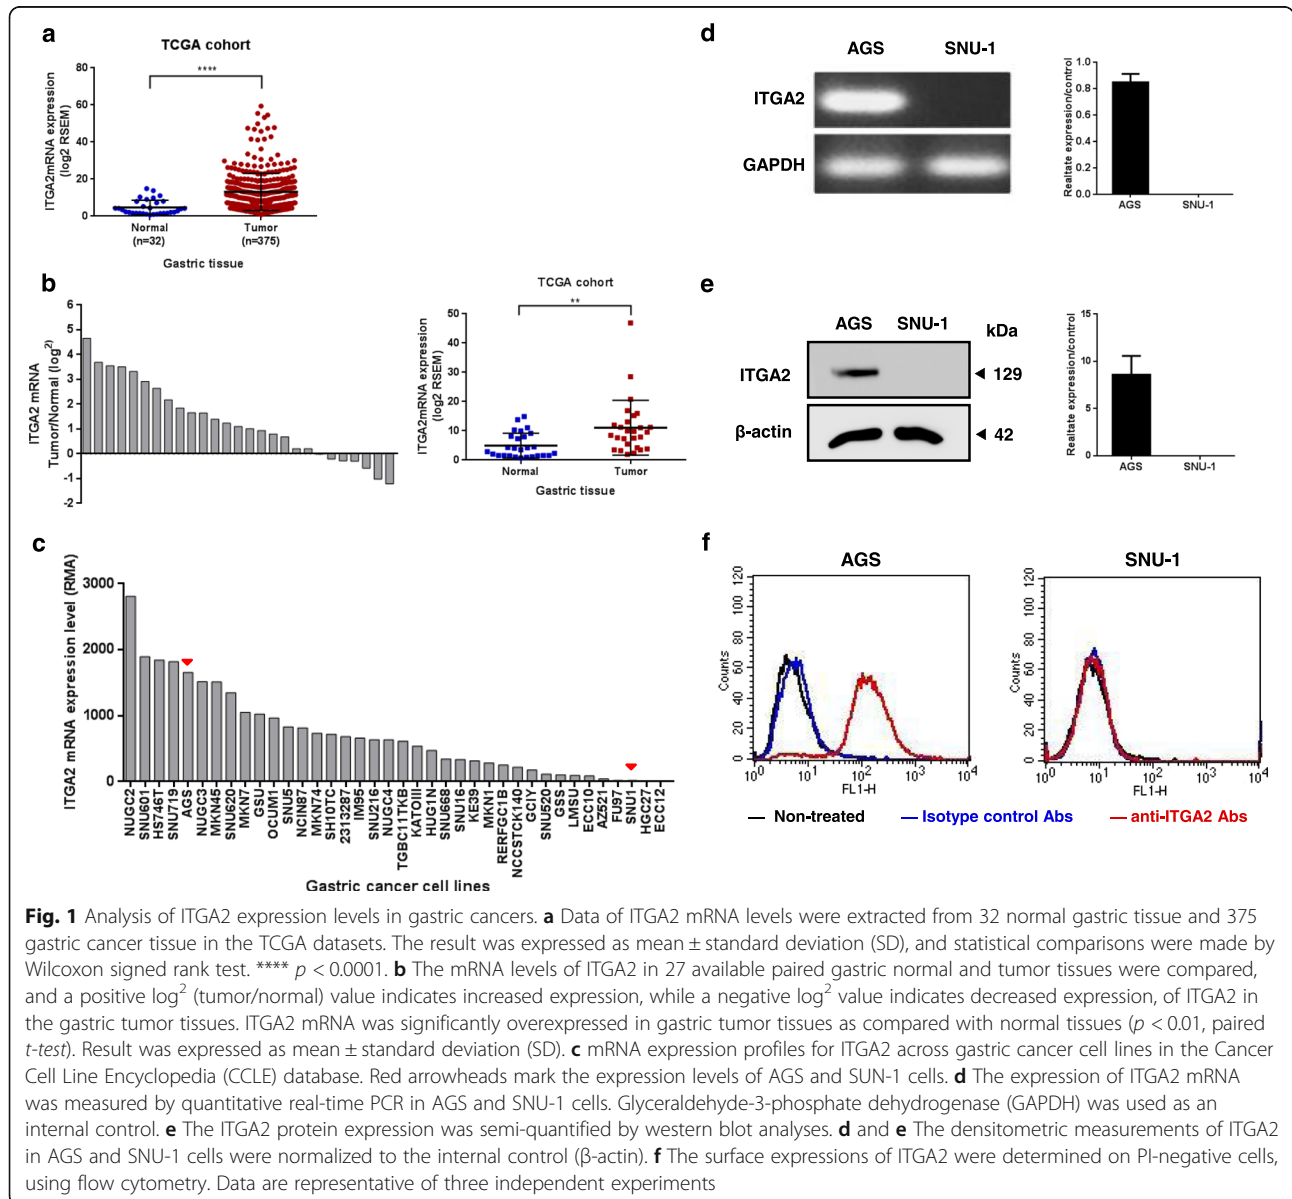 a
TCGA cohort
****
ITGA2mRNA expression
(log2 RSEM)
80
60
40
20
0
Normal
(n=32)
Tumor
(n=375)
Gastric tissue
b
ITGA2 mRNA
Tumor/Normal (log²)
6
5
4
3
2
1
0
-1
-2
TCGA cohort
**
ITGA2mRNA expression
(log2 RSEM)
50
40
30
20
10
0
Normal
Tumor
Gastric tissue
c
ITGA2 mRNA expression level (RMA)
3000
2000
1000
0
NUGC2
SNU601
HS746T
SNU719
AGS
NUGC3
MKN45
SNU620
MKN7
GSU
OCUM1
SNU5
NCIN87
MKN74
SH10TC
2313287
IM95
SNU216
NUGC4
TGBC11TKB
KATOIII
HUG1N
SNU668
SNU16
KE39
MKN1
RERFGC1B
NCCSTCK140
GC1Y
SNU520
GSS
LMSU
ECC10
AZ521
FU97
SNU1
HGC27
ECC12
Gastric cancer cell lines
d
AGS SNU-1
ITGA2
GAPDH
Realtate expression/control
1.0
0.8
0.6
0.4
0.2
0.0
AGS
SNU-1
e
AGS SNU-1 kDa
ITGA2
129
β-actin
42
Realtate expression/control
15
10
5
0
AGS
SNU-1
f
AGS
Counts
120
100
80
60
40
20
0
10⁰ 10¹ 10² 10³ 10⁴
FL1-H
SNU-1
Counts
120
100
80
60
40
20
0
10⁰ 10¹ 10² 10³ 10⁴
FL1-H
Non-treated
Isotype control Abs
anti-ITGA2 Abs
Fig. 1 Analysis of ITGA2 expression levels in gastric cancers. a Data of ITGA2 mRNA levels were extracted from 32 normal gastric tissue and 375
gastric cancer tissue in the TCGA datasets. The result was expressed as mean ± standard deviation (SD), and statistical comparisons were made by
Wilcoxon signed rank test. **** p < 0.0001. b The mRNA levels of ITGA2 in 27 available paired gastric normal and tumor tissues were compared,
and a positive log² (tumor/normal) value indicates increased expression, while a negative log² value indicates decreased expression, of ITGA2 in
the gastric tumor tissues. ITGA2 mRNA was significantly overexpressed in gastric tumor tissues as compared with normal tissues (p < 0.01, paired
t-test). Result was expressed as mean ± standard deviation (SD). c mRNA expression profiles for ITGA2 across gastric cancer cell lines in the Cancer
Cell Line Encyclopedia (CCLE) database. Red arrowheads mark the expression levels of AGS and SUN-1 cells. d The expression of ITGA2 mRNA
was measured by quantitative real-time PCR in AGS and SNU-1 cells. Glyceraldehyde-3-phosphate dehydrogenase (GAPDH) was used as an
internal control. e The ITGA2 protein expression was semi-quantified by western blot analyses. d and e The densitometric measurements of ITGA2
in AGS and SNU-1 cells were normalized to the internal control (β-actin). f The surface expressions of ITGA2 were determined on PI-negative cells,
using flow cytometry. Data are representative of three independent experiments